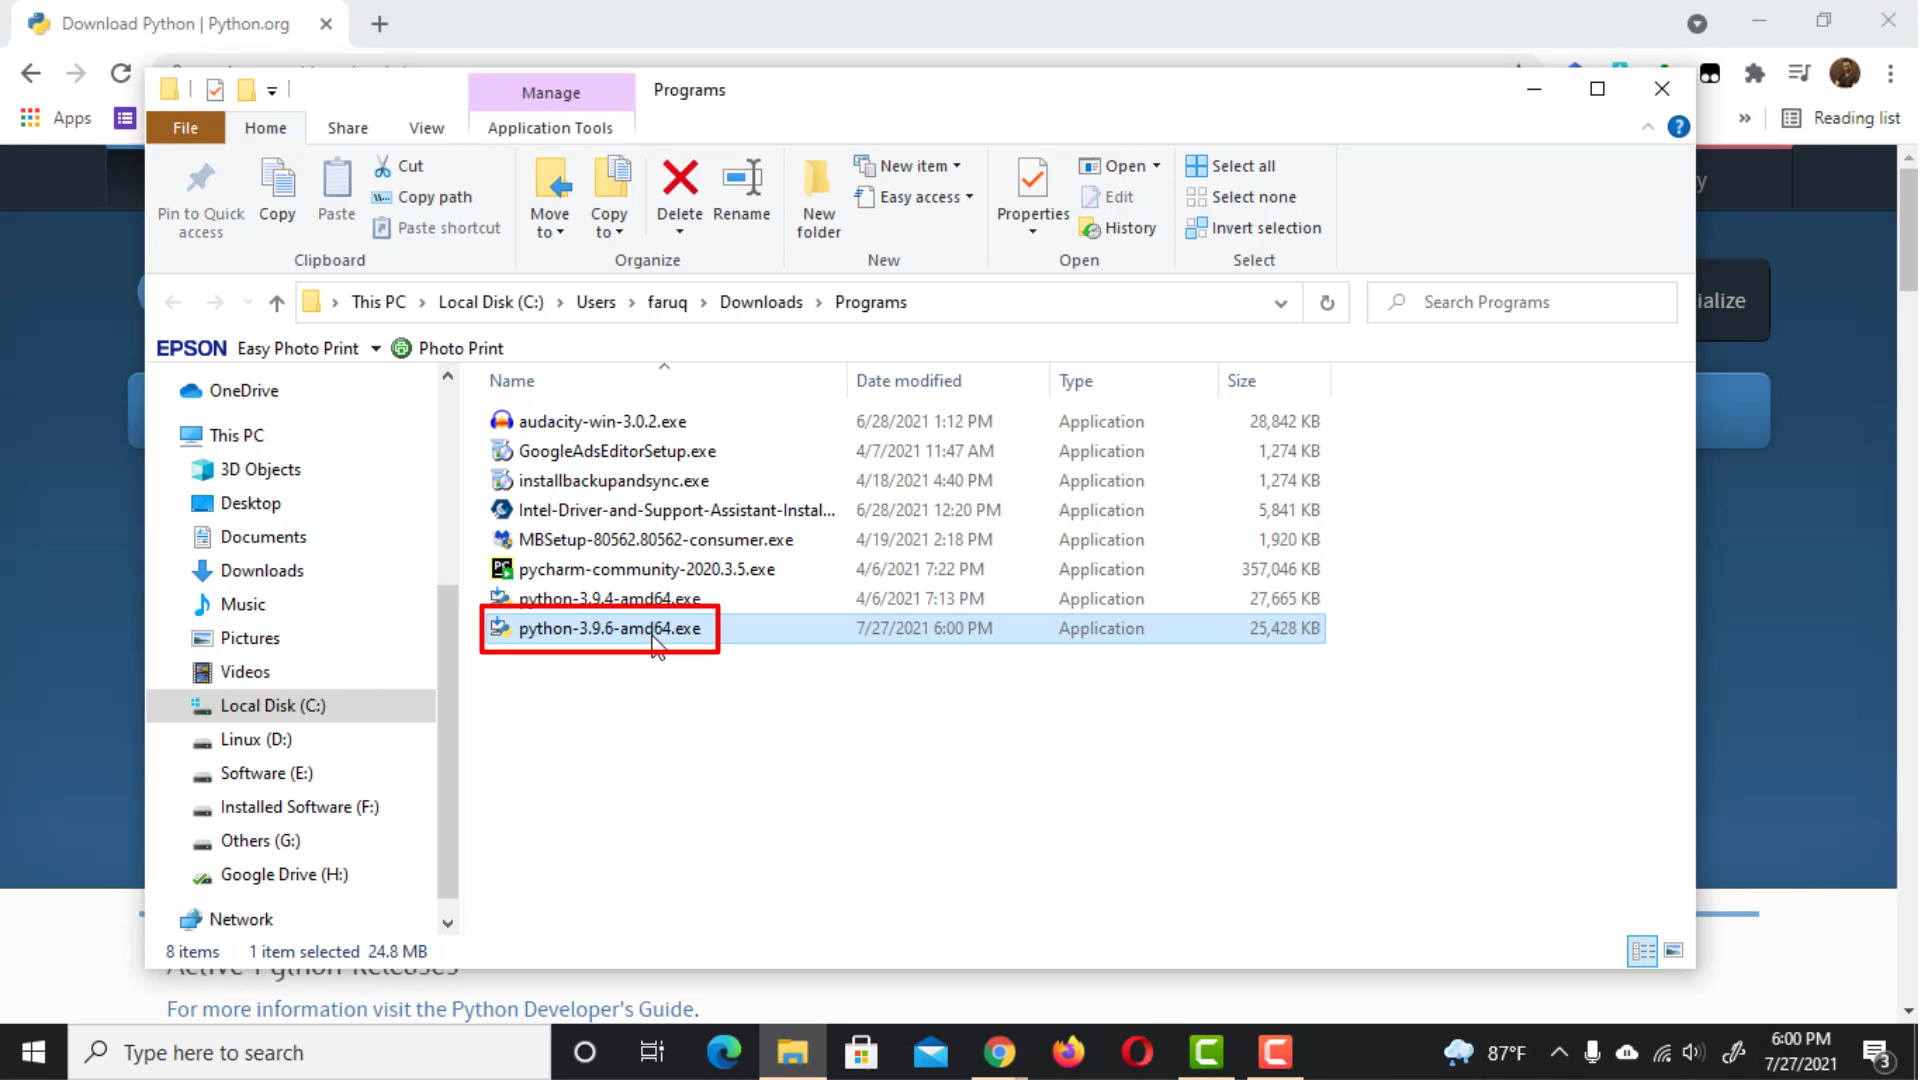 Download Python | Python.org
Apps
Reading list
Manage
Programs
File
Home
Share
View
Application Tools
Pin to Quick access
Copy
Paste
Cut
Copy path
Paste shortcut
Clipboard
Move to
Copy to
Delete
Rename
Organize
New folder
New item
Easy access
New
Properties
Open
Edit
History
Open
Select all
Select none
Invert selection
Select
This PC > Local Disk (C:) > Users > faruq > Downloads > Programs
Search Programs
ialize
EPSON Easy Photo Print Photo Print
OneDrive
This PC
3D Objects
Desktop
Documents
Downloads
Music
Pictures
Videos
Local Disk (C:)
Linux (D:)
Software (E:)
Installed Software (F:)
Others (G:)
Google Drive (H:)
Network
Name Date modified Type Size
audacity-win-3.0.2.exe 6/28/2021 1:12 PM Application 28,842 KB
GoogleAdsEditorSetup.exe 4/7/2021 11:47 AM Application 1,274 KB
installbackupandsync.exe 4/18/2021 4:40 PM Application 1,274 KB
Intel-Driver-and-Support-Assistant-Instal... 6/28/2021 12:20 PM Application 5,841 KB
MBSetup-80562.80562-consumer.exe 4/19/2021 2:18 PM Application 1,920 KB
pycharm-community-2020.3.5.exe 4/6/2021 7:22 PM Application 357,046 KB
python-3.9.4-amd64.exe 4/6/2021 7:13 PM Application 27,665 KB
python-3.9.6-amd64.exe 7/27/2021 6:00 PM Application 25,428 KB
8 items 1 item selected 24.8 MB
Active Python Releases
For more information visit the Python Developer's Guide.
Type here to search
87°F
6:00 PM
7/27/2021
3